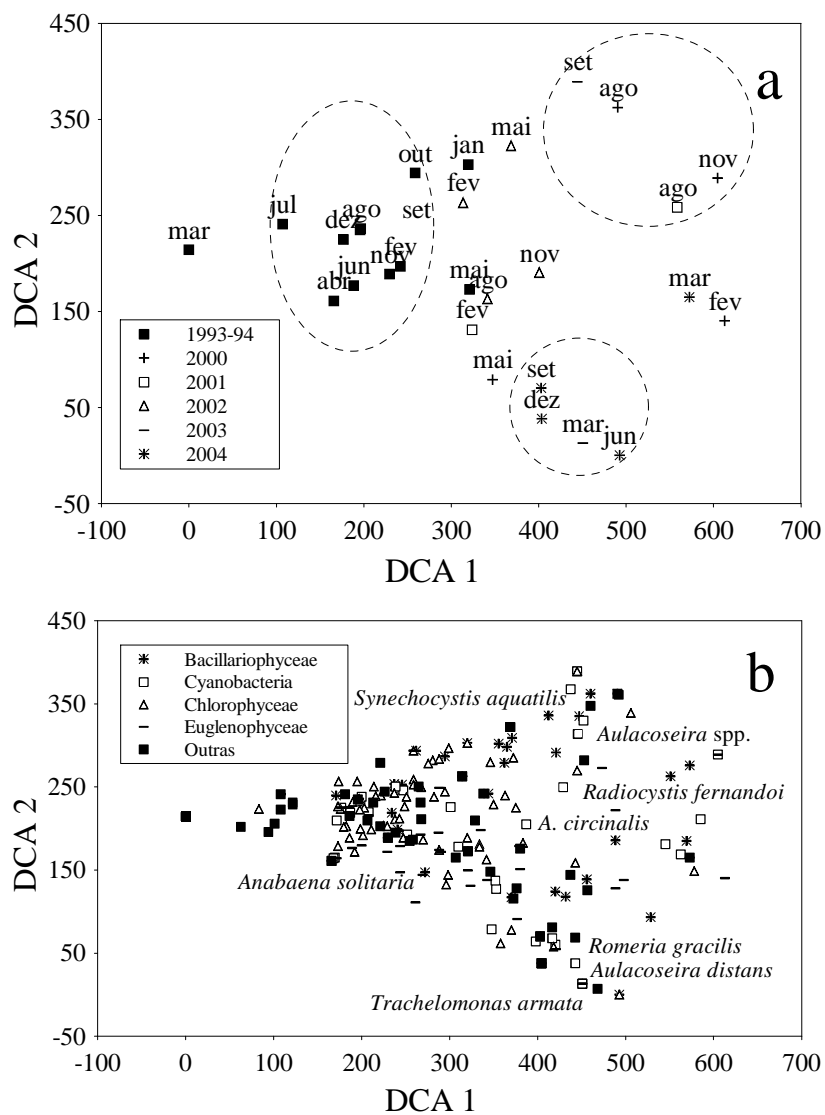 450
350
250
150
50
-50
DCA 2
a
set
ago
mai
nov
jan
out
fev
ago
jul
ago
set
dez
mar
fev
nov
nov
mai
jun
ago
mar
abr
fev
fev
mai
set
dez
mar
jun
1993-94
2000
2001
2002
2003
2004
-100 0 100 200 300 400 500 600 700
DCA 1
450
350
250
150
50
-50
DCA 2
b
Bacillariophyceae
Cyanobacteria
Chlorophyceae
Euglenophyceae
Outras
Synechocystis aquatilis
Aulacoseira spp.
Radiocystis fernandoi
A. circinalis
Anabaena solitaria
Romeria gracilis
Aulacoseira distans
Trachelomonas armata
-100 0 100 200 300 400 500 600 700
DCA 1